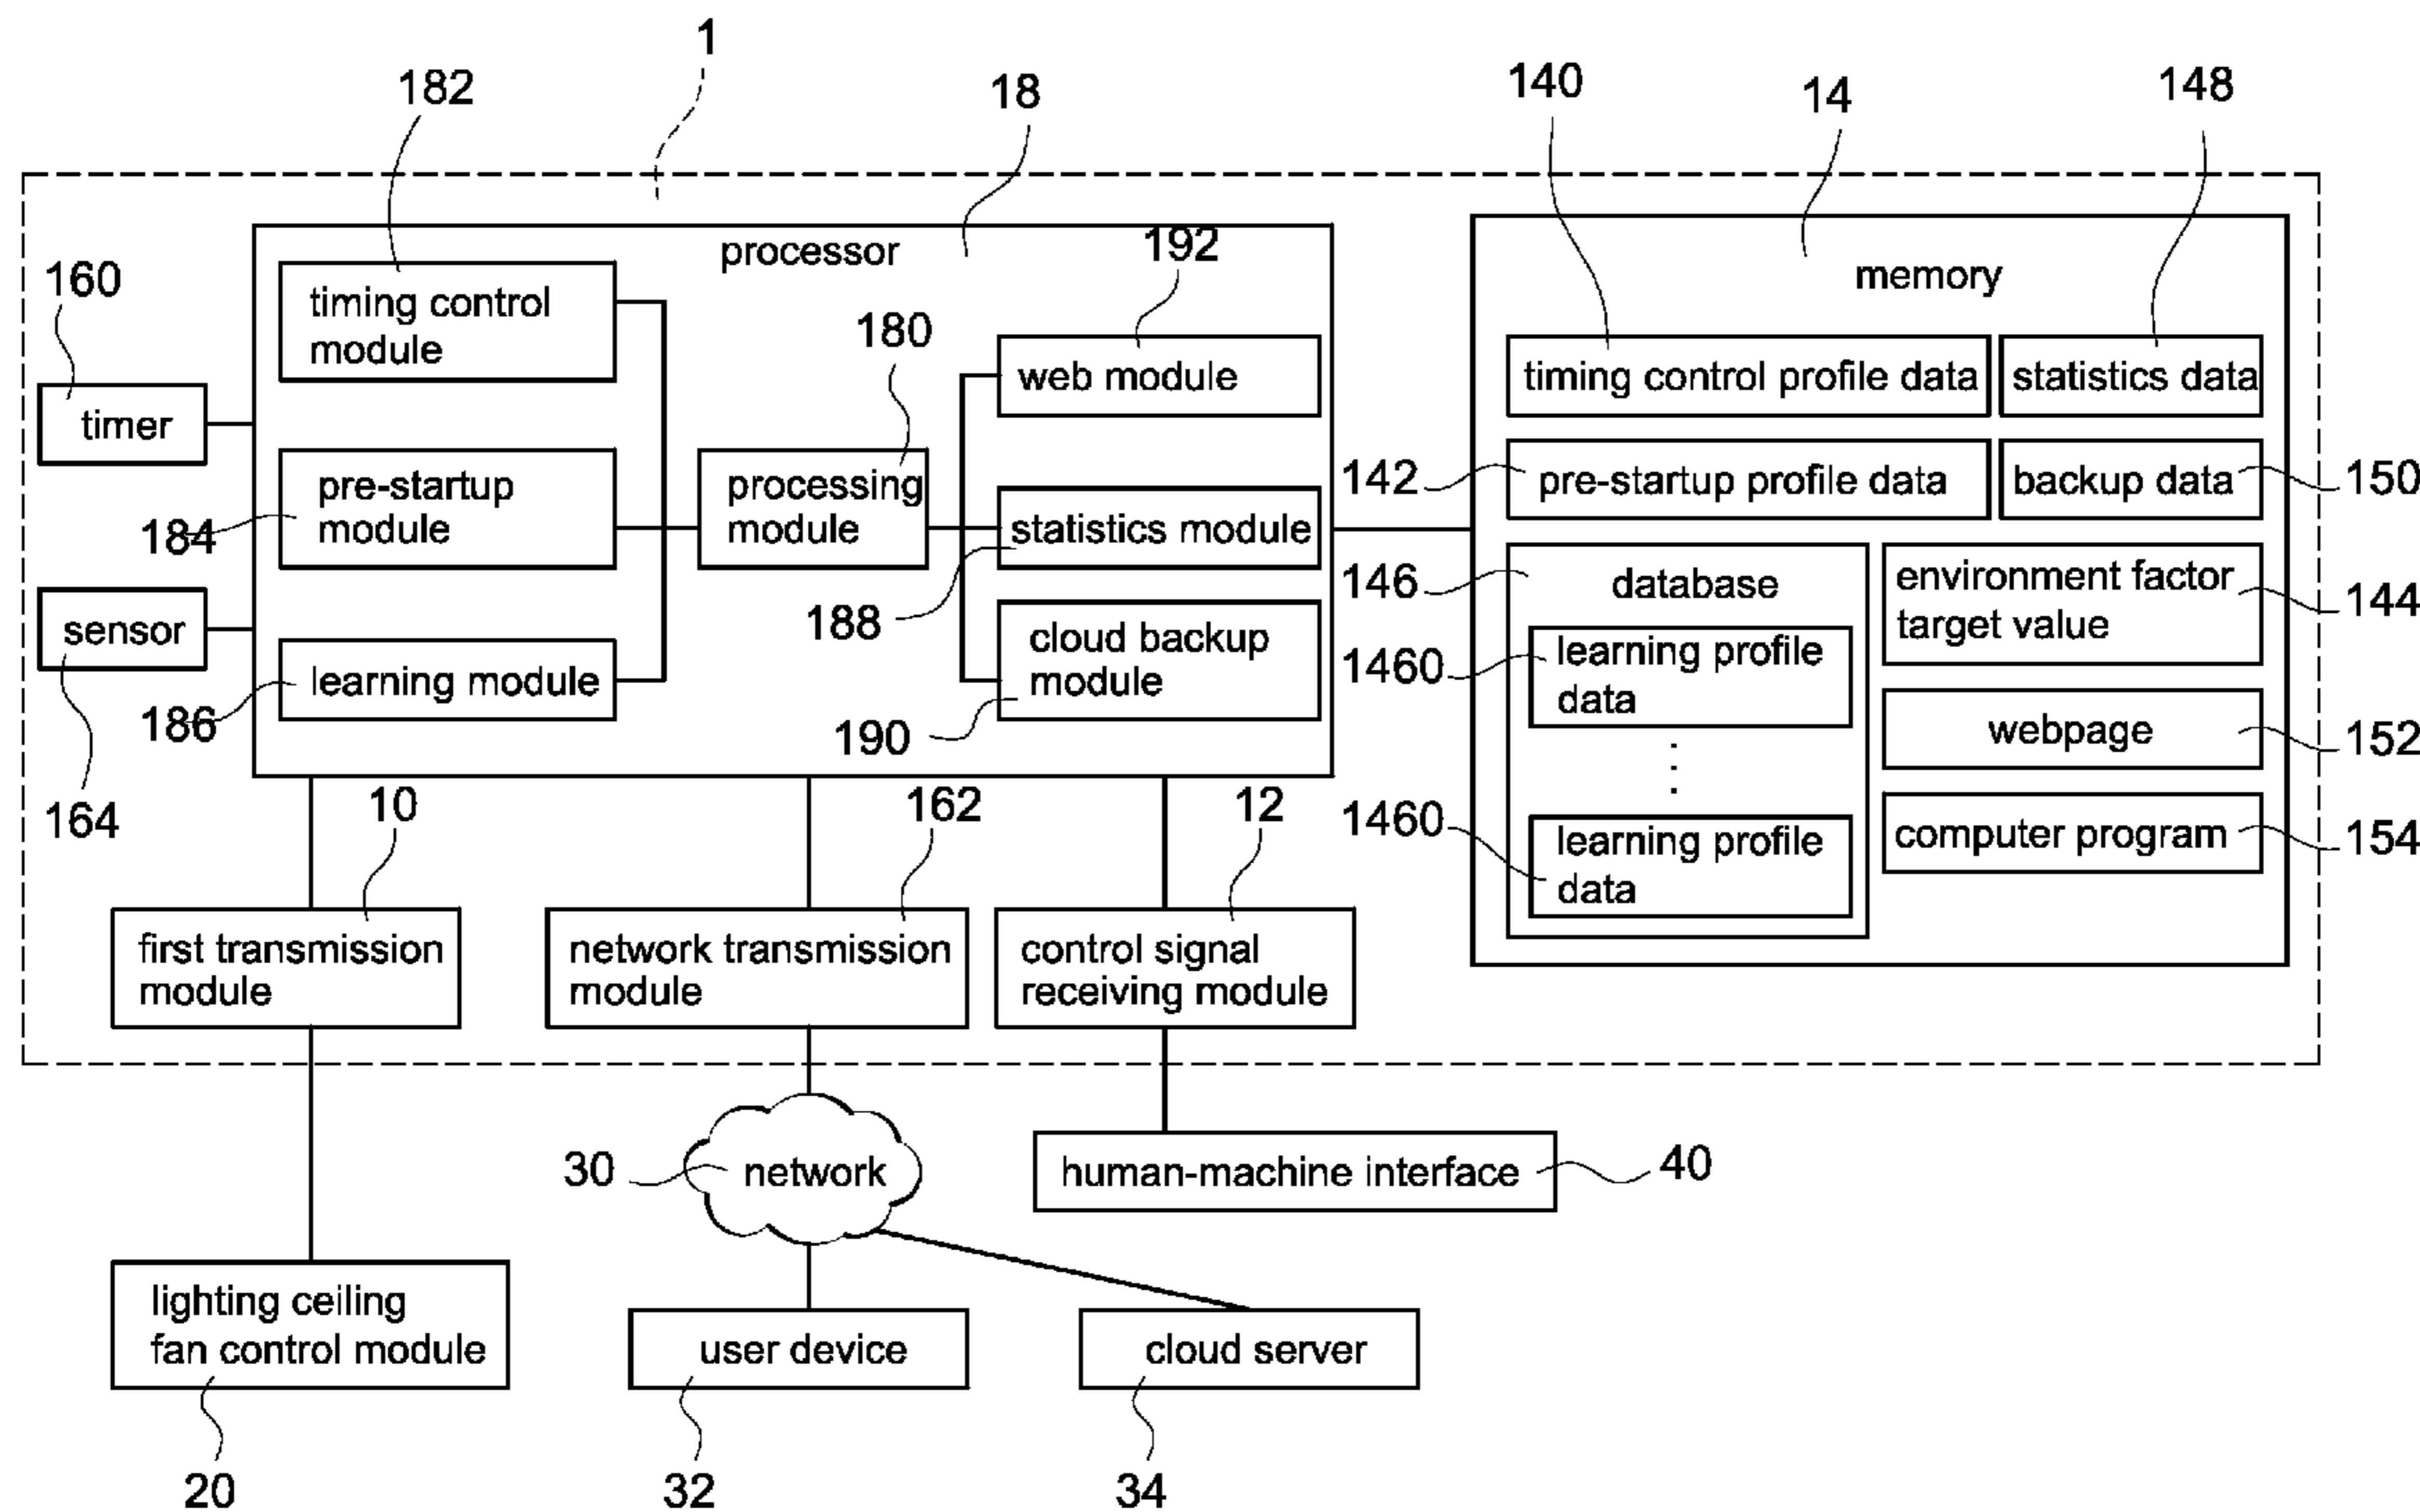 1
182
18
140
14
148
160
processor
192
memory
timing control
module
180
timer
web module
timing control profile data
statistics data
pre-startup
module
184
processing
module
statistics module
188
142
pre-startup profile data
backup data
150
sensor
164
learning module
186
cloud backup
module
190
146
database
1460
learning profile
data
.
.
.
1460
learning profile
data
environment factor
target value
144
webpage
152
computer program
154
10
162
12
first transmission
module
network transmission
module
control signal
receiving module
30
network
human-machine interface
40
lighting ceiling
fan control module
user device
cloud server
20
32
34